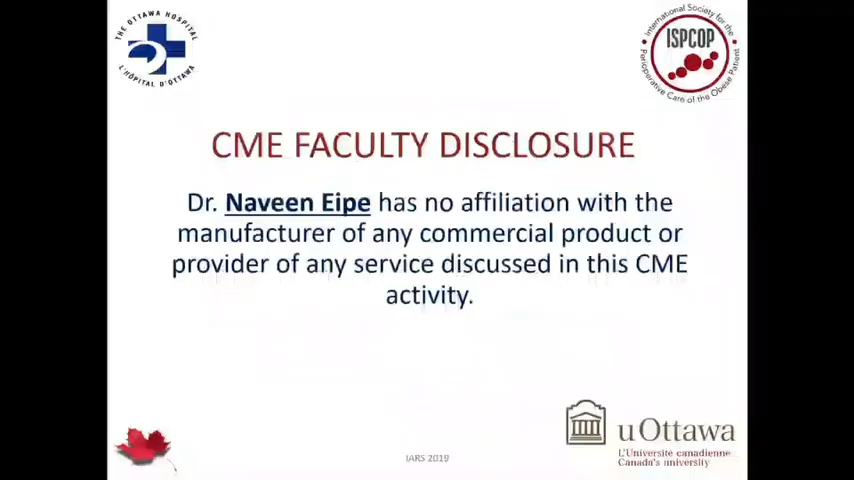 THE OTTAWA HOSPITAL
L'HÔPITAL D'OTTAWA
International Society for the
ISPCOP
Perioperative Care of the Obese Patient
CME FACULTY DISCLOSURE
Dr. Naveen Eipe has no affiliation with the
manufacturer of any commercial product or
provider of any service discussed in this CME
activity.
IARS 2019
uOttawa
L'Université canadienne
Canada's university